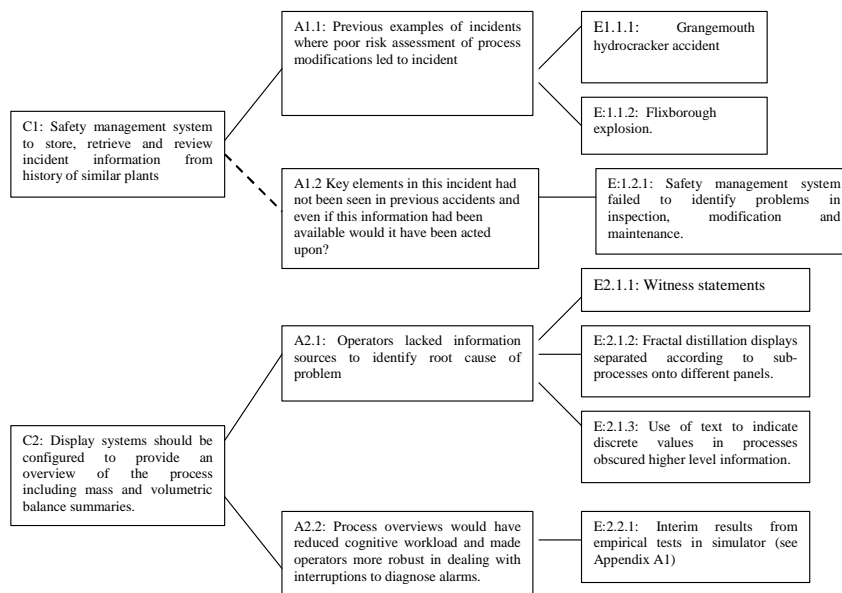 A1.1: Previous examples of incidents
where poor risk assessment of process
modifications led to incident
E1.1.1: Grangemouth
hydrocracker accident
E:1.1.2: Flixborough
explosion.
C1: Safety management system
to store, retrieve and review
incident information from
history of similar plants
A1.2 Key elements in this incident had
not been seen in previous accidents and
even if this information had been
available would it have been acted
upon?
E:1.2.1: Safety management system
failed to identify problems in
inspection, modification and
maintenance.
E2.1.1: Witness statements
A2.1: Operators lacked information
sources to identify root cause of
problem
E:2.1.2: Fractal distillation displays
separated according to sub-
processes onto different panels.
E:2.1.3: Use of text to indicate
discrete values in processes
obscured higher level information.
C2: Display systems should be
configured to provide an
overview of the process
including mass and volumetric
balance summaries.
A2.2: Process overviews would have
reduced cognitive workload and made
operators more robust in dealing with
interruptions to diagnose alarms.
E:2.2.1: Interim results from
empirical tests in simulator (see
Appendix A1)